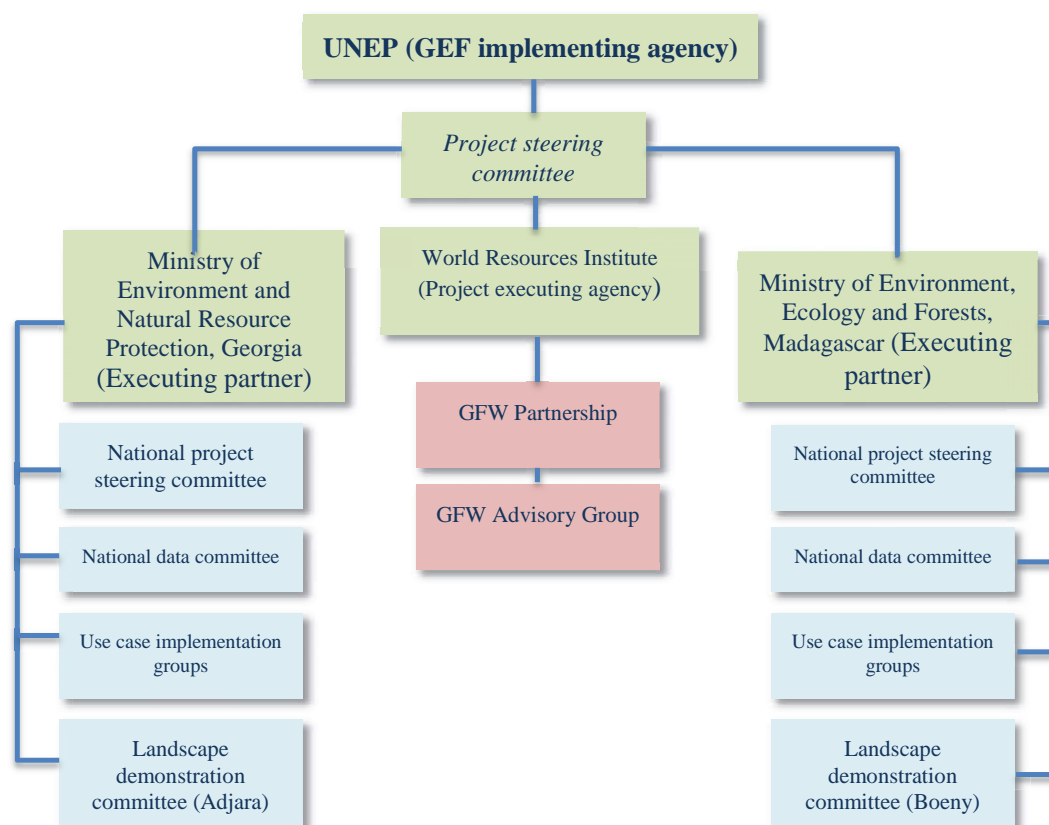 UNEP (GEF implementing agency)
Project steering
committee
Ministry of
Environment and
Natural Resource
Protection, Georgia
(Executing partner)
World Resources Institute
(Project executing agency)
Ministry of Environment,
Ecology and Forests,
Madagascar (Executing
partner)
GFW Partnership
GFW Advisory Group
National project
steering committee
National data committee
Use case implementation
groups
Landscape
demonstration
committee (Adjara)
National project steering
committee
National data committee
Use case implementation
groups
Landscape
demonstration
committee (Boeny)